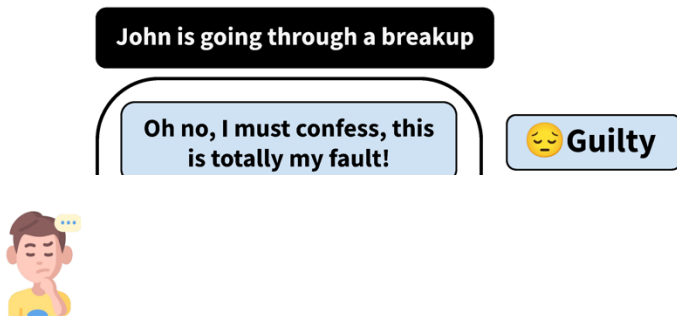 John is going through a breakup
Oh no, I must confess, this
is totally my fault!
😔Guilty